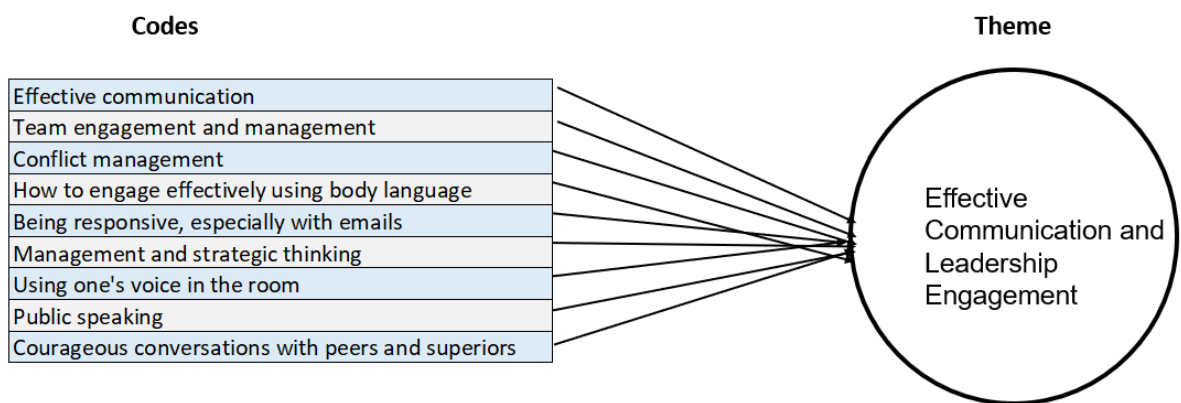 Codes
Theme
Effective communication
Team engagement and management
Conflict management
How to engage effectively using body language
Being responsive, especially with emails
Management and strategic thinking
Using one's voice in the room
Public speaking
Courageous conversations with peers and superiors
Effective
Communication and
Leadership
Engagement